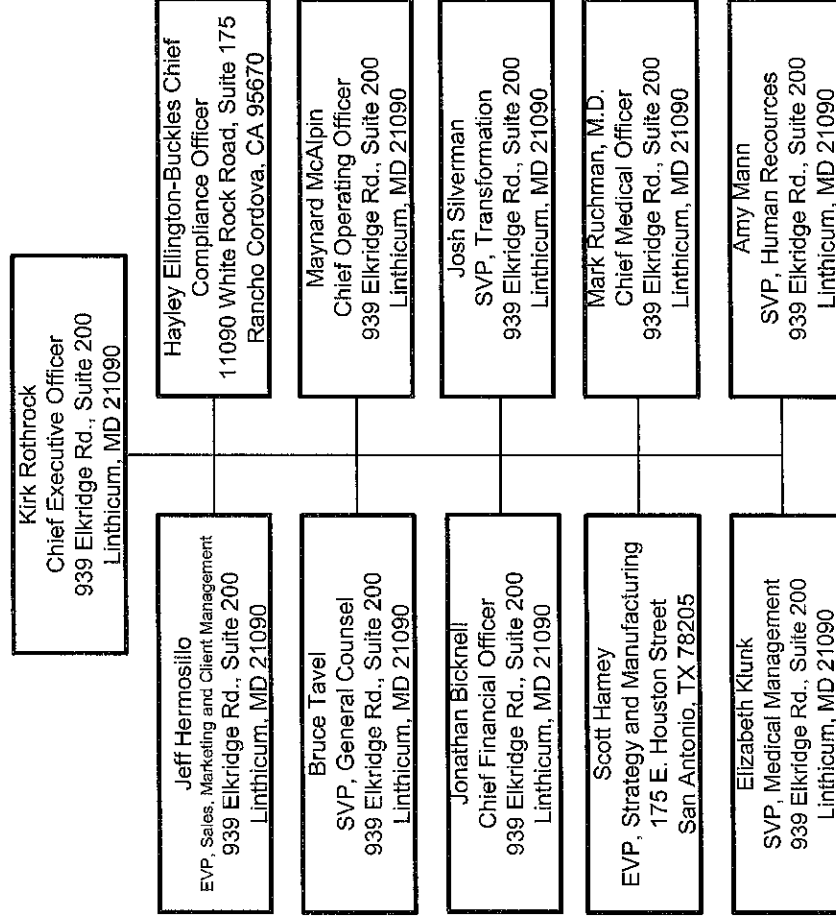 Kirk Rothrock
Chief Executive Officer
939 Elkridge Rd., Suite 200
Linthicum, MD 21090
Jeff Hermosillo
EVP, Sales, Marketing and Client Management
939 Elkridge Rd., Suite 200
Linthicum, MD 21090
Hayley Ellington-Buckles Chief
Compliance Officer
11090 White Rock Road, Suite 175
Rancho Cordova, CA 95670
Bruce Tavel
SVP, General Counsel
939 Elkridge Rd., Suite 200
Linthicum, MD 21090
Maynard McAlpin
Chief Operating Officer
939 Elkridge Rd., Suite 200
Linthicum, MD 21090
Jonathan Bicknell
Chief Financial Officer
939 Elkridge Rd., Suite 200
Linthicum, MD 21090
Josh Silverman
SVP, Transformation
939 Elkridge Rd., Suite 200
Linthicum, MD 21090
Scott Hamey
EVP, Strategy and Manufacturing
175 E. Houston Street
San Antonio, TX 78205
Mark Ruchman, M.D.
Chief Medical Officer
939 Elkridge Rd., Suite 200
Linthicum, MD 21090
Elizabeth Klunk
SVP, Medical Management
939 Elkridge Rd., Suite 200
Linthicum, MD 21090
Amy Mann
SVP, Human Recources
939 Elkridge Rd., Suite 200
Linthicum, MD 21090